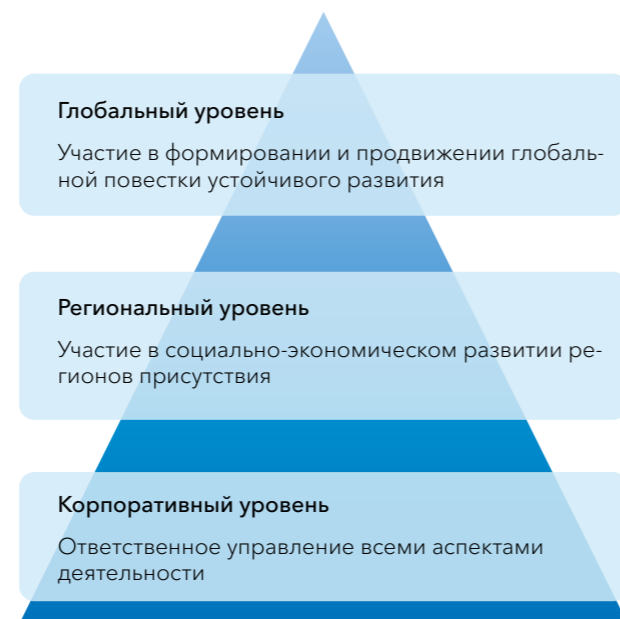 Глобальный уровень
Участие в формировании и продвижении глобаль-
ной повестки устойчивого развития
Региональный уровень
Участие в социально-экономическом развитии ре-
гионов присутствия
Корпоративный уровень
Ответственное управление всеми аспектами
деятельности